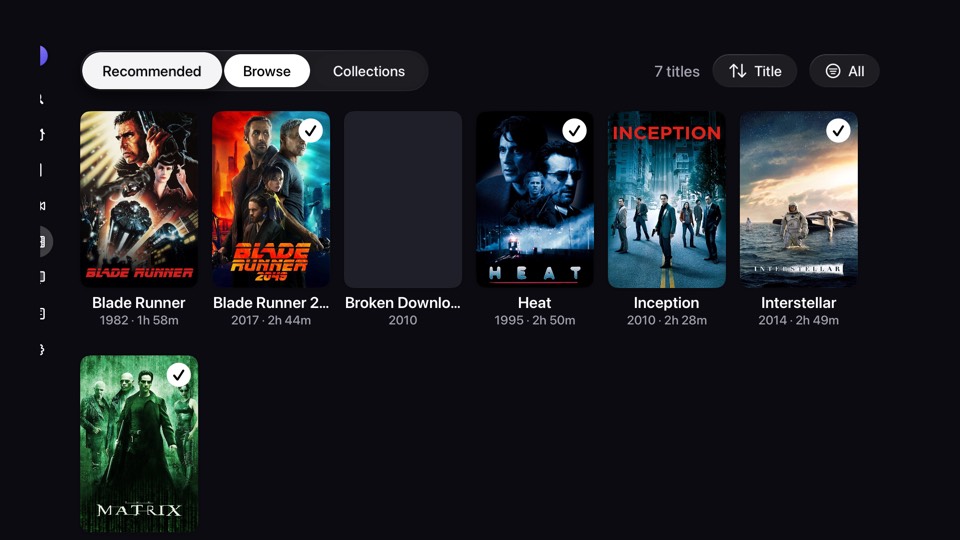 Recommended
Browse
Collections
7 titles
Title
All
BLADE RUNNER
BLADE
RUNNER
2049
HEAT
INCEPTION
INTERSTELLAR
Blade Runner
1982 · 1h 58m
Blade Runner 2...
2017 · 2h 44m
Broken Downlo...
2010
Heat
1995 · 2h 50m
Inception
2010 · 2h 28m
Interstellar
2014 · 2h 49m
MATRIX